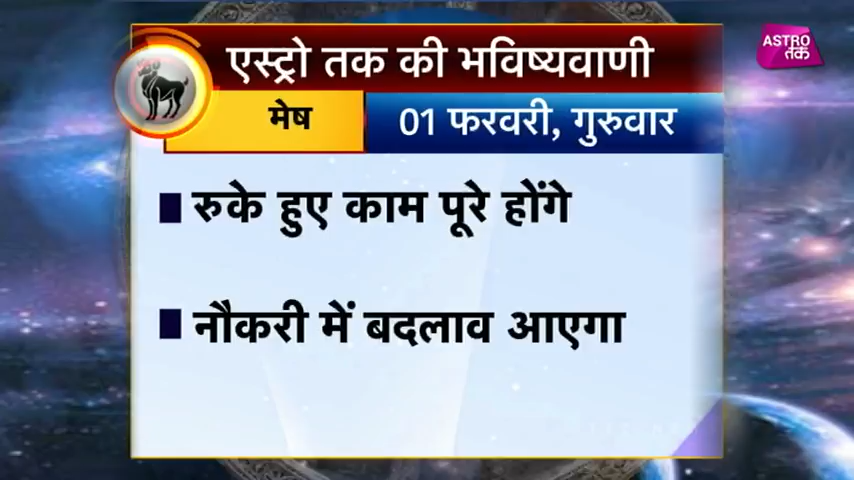 एस्ट्रो तक की भविष्यवाणी
ASTRO
तक
मेष
01 फरवरी, गुरुवार
रुके हुए काम पूरे होंगे
नौकरी में बदलाव आएगा